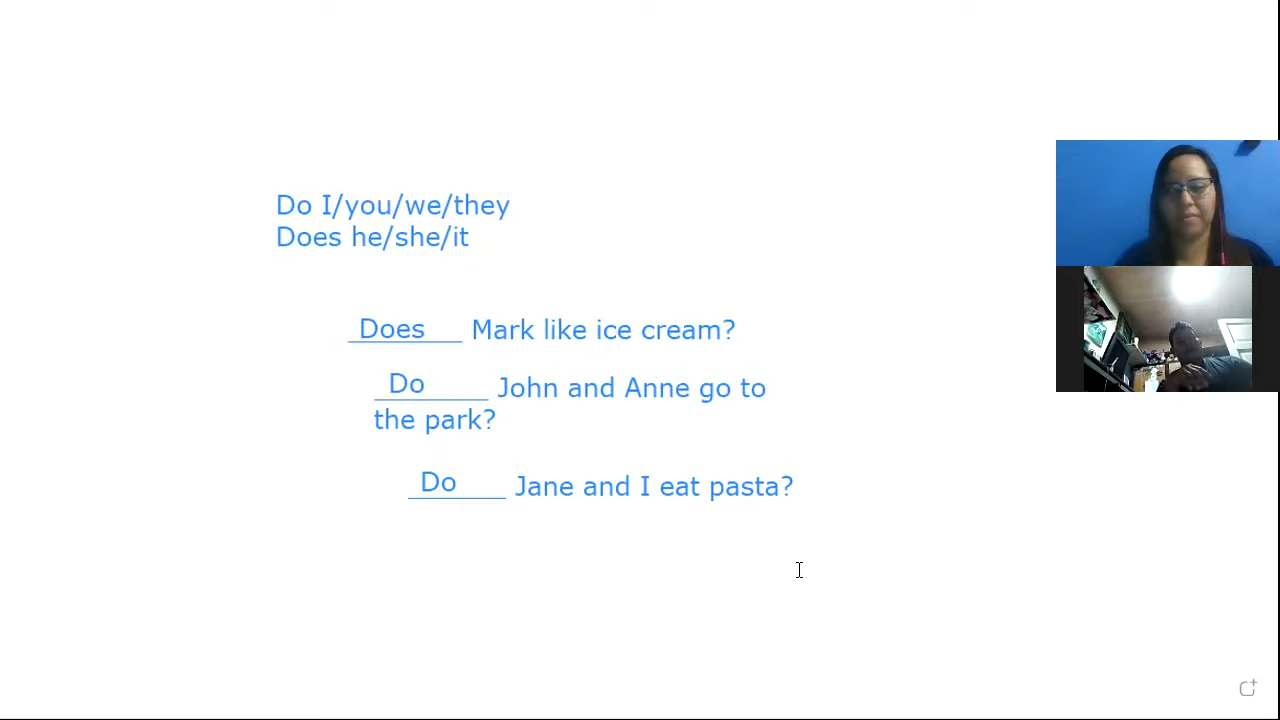 Do I/you/we/they
Does he/she/it
Does Mark like ice cream?
Do John and Anne go to
the park?
Do Jane and I eat pasta?